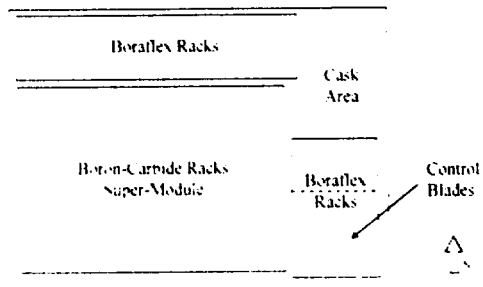 Boraflex Racks
Cask
Area
Boron-Carbide Racks
Super-Module
Boraflex
Racks
Control
Blades